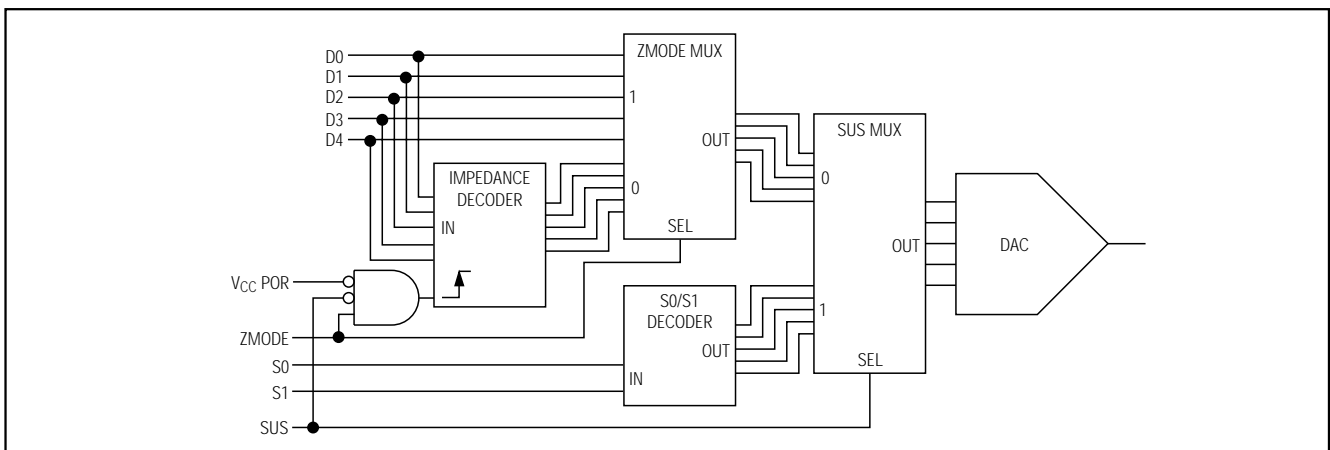 D0
D1
D2
D3
D4
ZMODE MUX
1
OUT
0
SEL
IMPEDANCE
DECODER
IN
SUS MUX
0
OUT
1
SEL
DAC
VCC POR
ZMODE
S0
S1
SUS
S0/S1
DECODER
OUT
IN